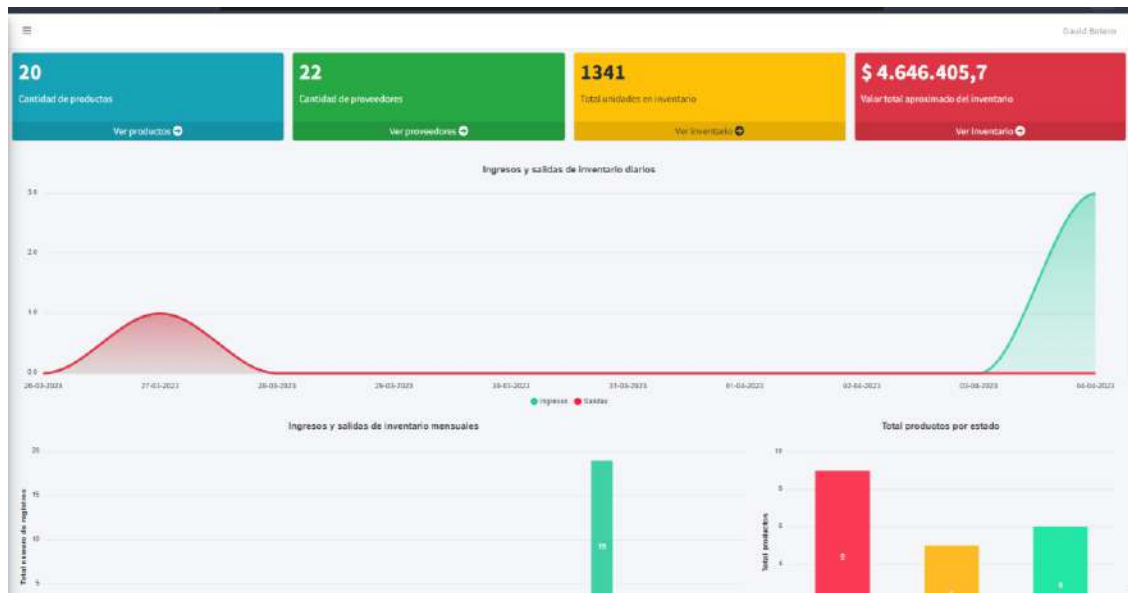 David Botero
20
Cantidad de productos
Ver productos
22
Cantidad de proveedores
Ver proveedores
1341
Total unidades en inventario
Ver inventario
$ 4.646.405,7
Valor total aproximado del inventario
Ver inventario
Ingresos y salidas de inventario diarios
3.0
2.0
1.0
0.0
27-03-2023
28-03-2023
29-03-2023
30-03-2023
31-03-2023
01-04-2023
02-04-2023
03-04-2023
04-04-2023
Ingresos
Salidas
Ingresos y salidas de inventario mensuales
Total número de registros
20
15
10
5
19
Total productos por estado
Total productos
10
8
6
4
9
6